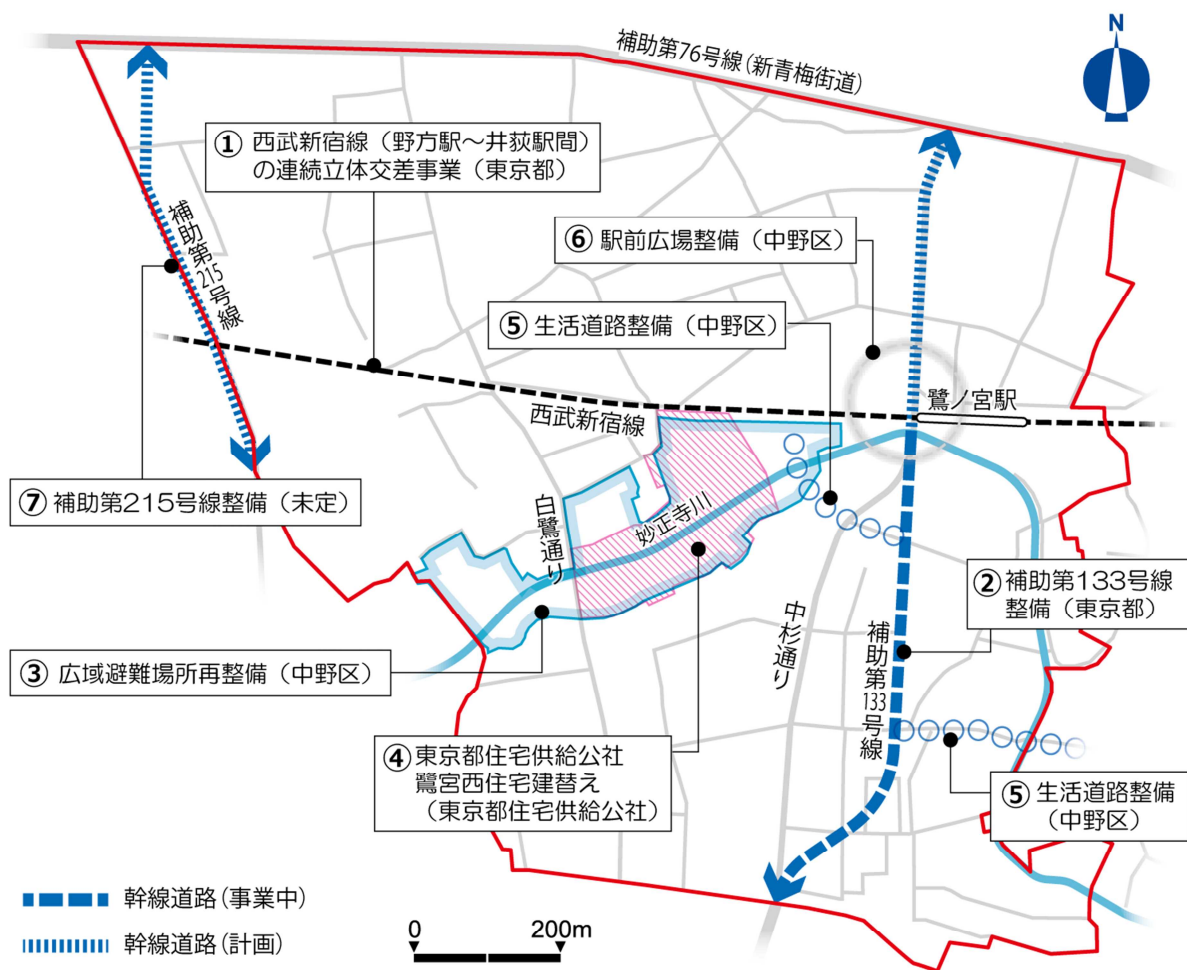 N
補助第76号線(新青梅街道)
① 西武新宿線（野方駅～井荻駅間）
の連続立体交差事業（東京都）
補助第215号線
⑥ 駅前広場整備（中野区）
⑤ 生活道路整備（中野区）
鷺ノ宮駅
西武新宿線
⑦ 補助第215号線整備（未定）
白鷺通り
妙正寺川
② 補助第133号線
整備（東京都）
中杉通り
補助第133号線
③ 広域避難場所再整備（中野区）
④ 東京都住宅供給公社
鷺宮西住宅建替え
（東京都住宅供給公社）
⑤ 生活道路整備
（中野区）
幹線道路(事業中)
幹線道路(計画)
0 200m